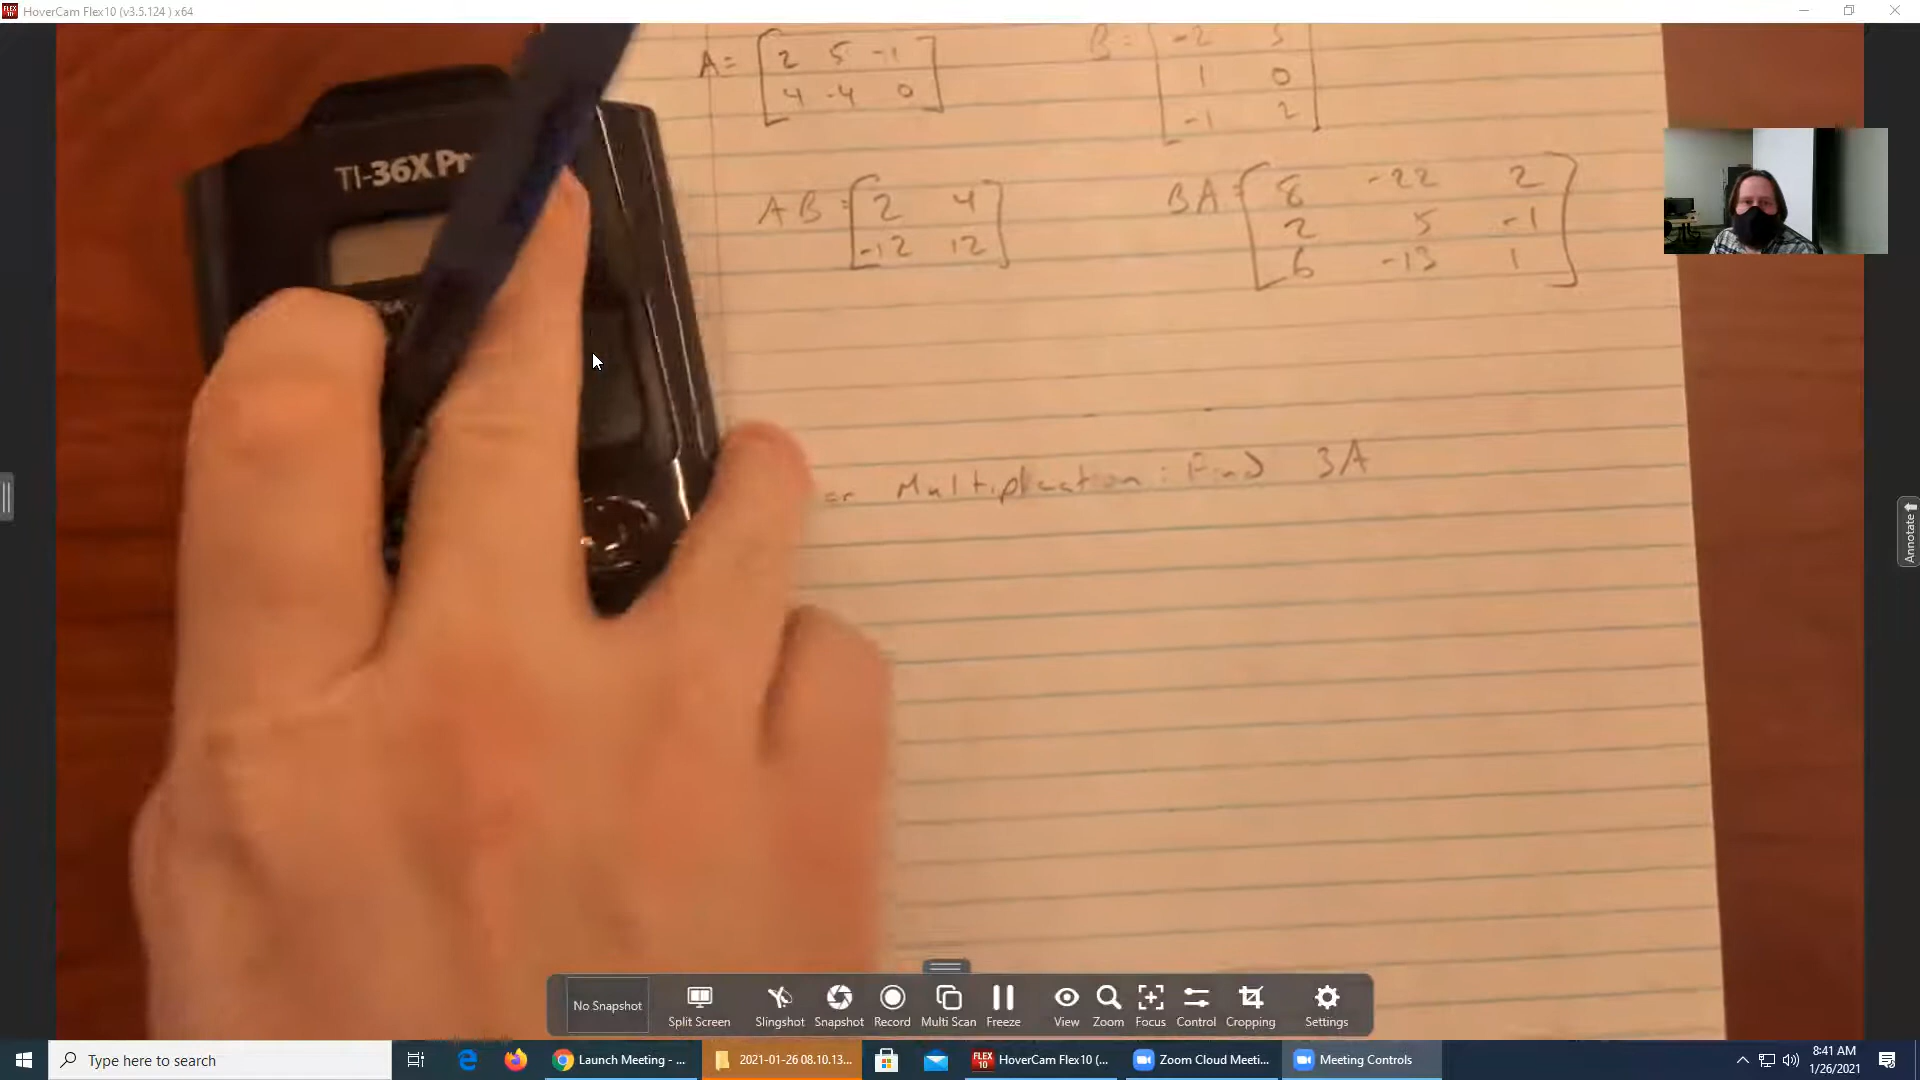 HoverCam Flex10 (v3.5.124) x64
A = [2 5 -1
4 -4 0]
B = [-2 3
1 0
-1 2]
TI-36X Pr
AB = [2 4
-12 12]
BA = [8 -22 2
2 5 -1
6 -13 1]
ar Multiplication: Find 3A
Annotate
No Snapshot
Split Screen
Slingshot
Snapshot
Record
Multi Scan
Freeze
View
Zoom
Focus
Control
Cropping
Settings
Type here to search
Launch Meeting - ...
2021-01-26 08.10.13...
FLEX 10
HoverCam Flex10 (...
Zoom Cloud Meeti...
Meeting Controls
8:41 AM
1/26/2021